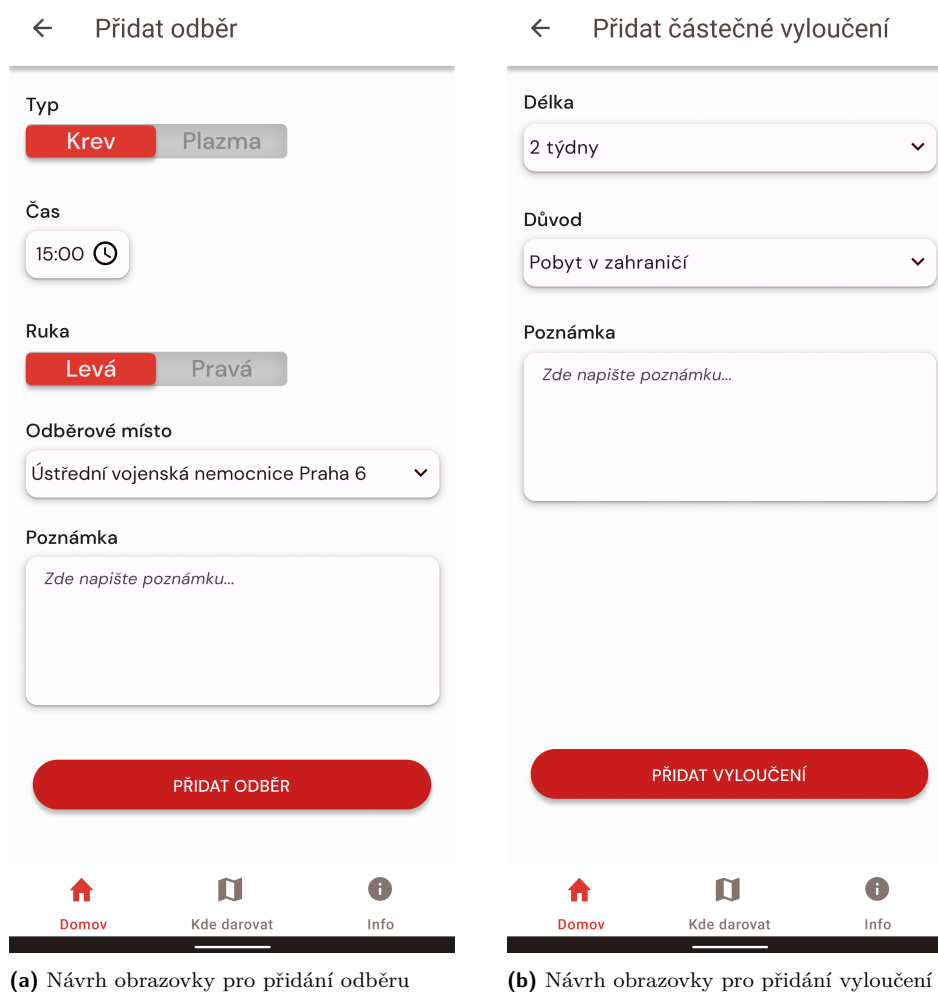 Přidat odběr
Typ
Krev Plazma
Čas
15:00
Ruka
Levá Pravá
Odběrové místo
Ústřední vojenská nemocnice Praha 6
Poznámka
Zde napište poznámku...
PŘIDAT ODBĚR
Domov Kde darovat Info
(a) Návrh obrazovky pro přidání odběru
Přidat částečné vyloučení
Délka
2 týdny
Důvod
Pobyt v zahraničí
Poznámka
Zde napište poznámku...
PŘIDAT VYLOUČENÍ
Domov Kde darovat Info
(b) Návrh obrazovky pro přidání vyloučení